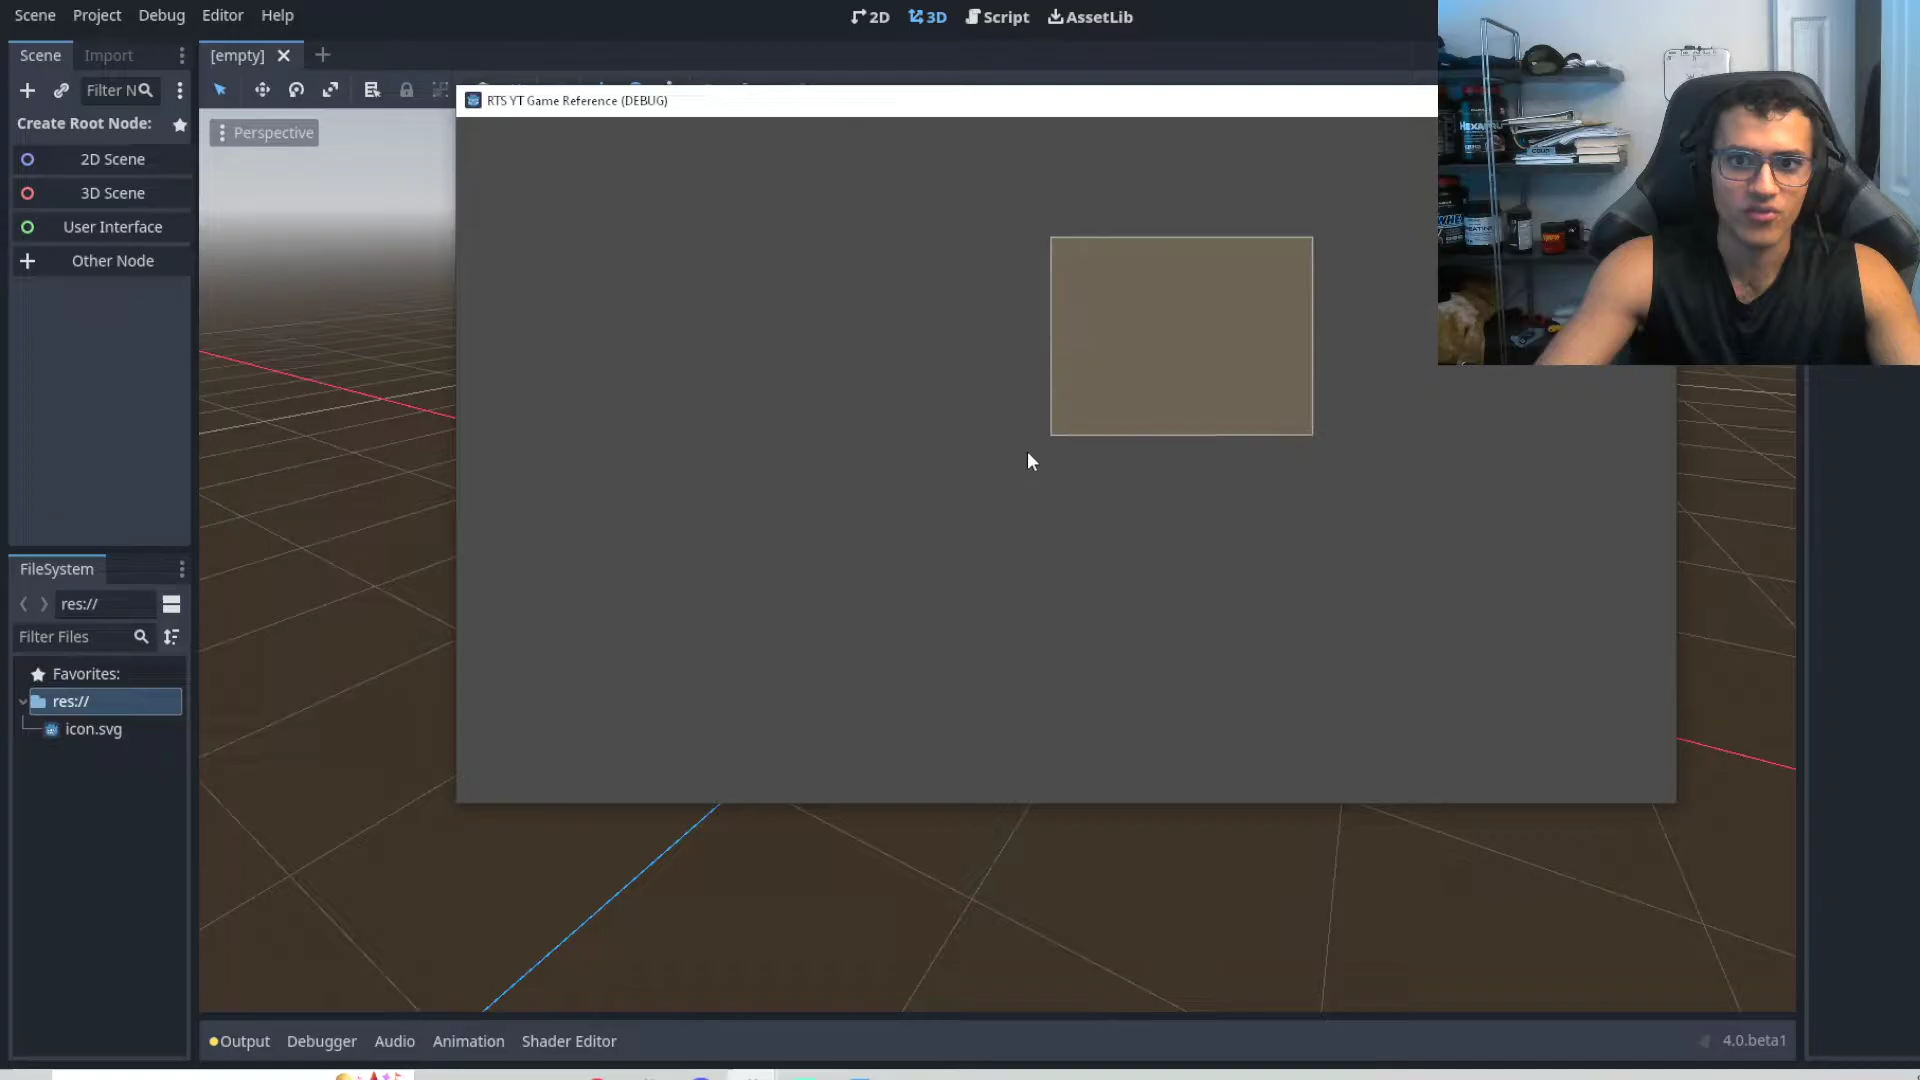 Scene Project Debug Editor Help
2D 3D Script AssetLib
Scene Import
[empty]
Filter N
Create Root Node:
2D Scene
3D Scene
User Interface
Other Node
Perspective
RTS YT Game Reference (DEBUG)
FileSystem
res://
Filter Files
Favorites:
res://
icon.svg
Output Debugger Audio Animation Shader Editor
4.0.beta1